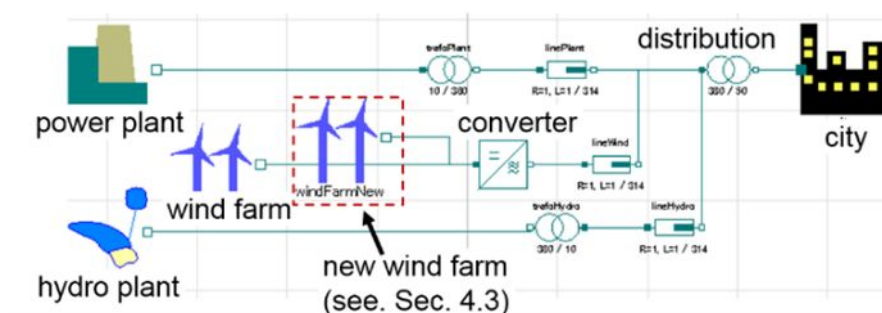 trafoPlant
linePlant
distribution
10 / 380
R=1, L=1 / 314
380 / 50
power plant
converter
city
lineWind
windFarmNew
R=1, L=1 / 314
wind farm
trafoHydro
lineHydro
380 / 10
R=1, L=1 / 314
hydro plant
new wind farm
(see. Sec. 4.3)